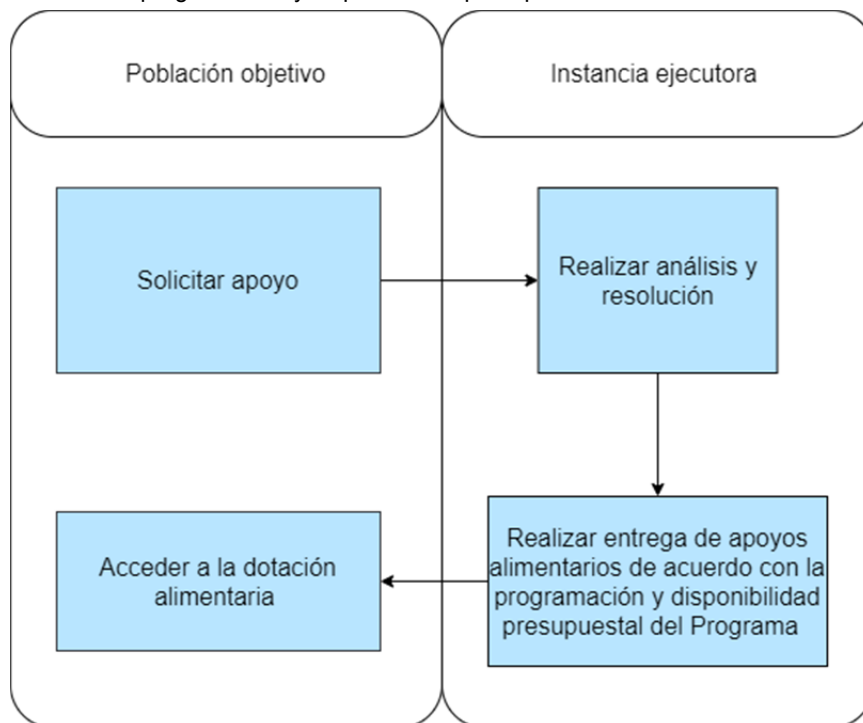 Población objetivo
Instancia ejecutora
Solicitar apoyo
Realizar análisis y
resolución
Acceder a la dotación
alimentaria
Realizar entrega de apoyos
alimentarios de acuerdo con la
programación y disponibilidad
presupuestal del Programa